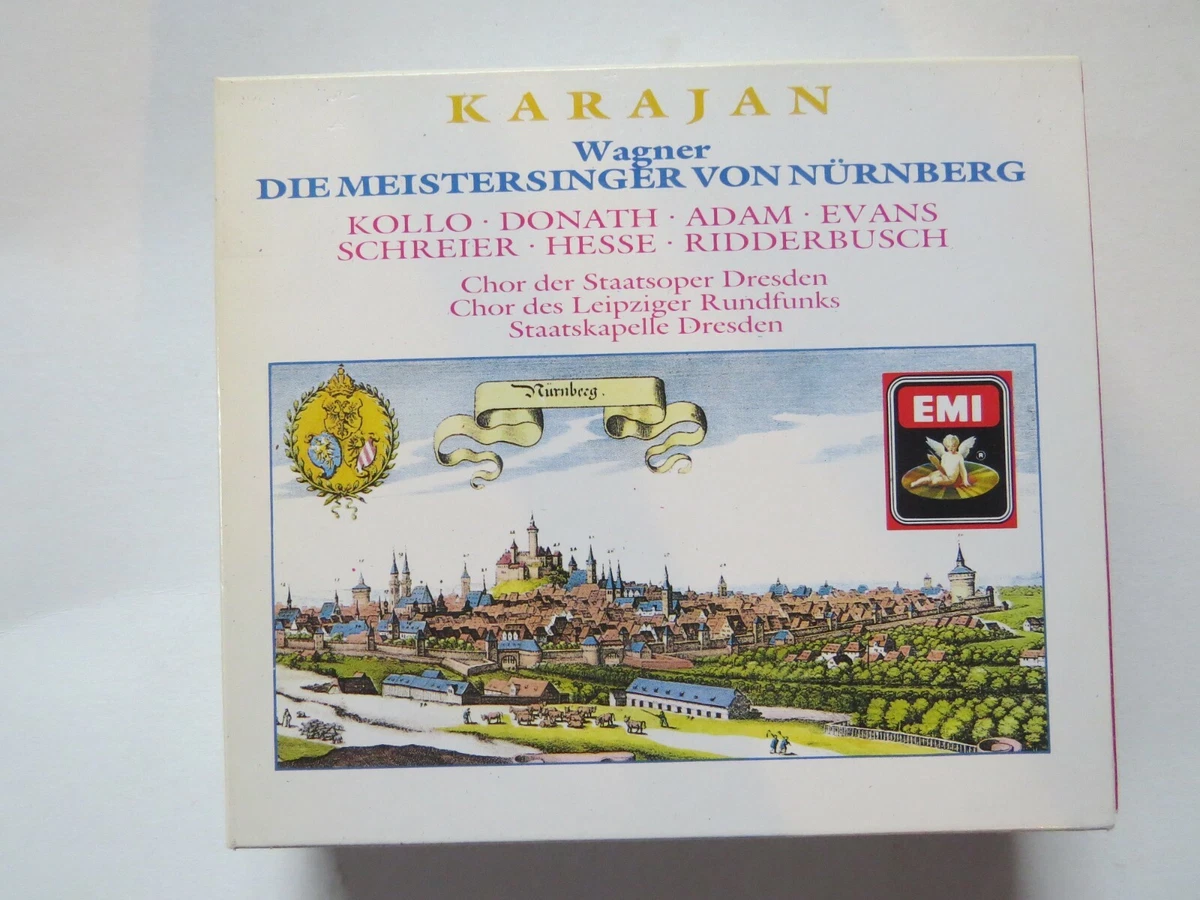 KARAJAN
Wagner
DIE MEISTERSINGER VON NÜRNBERG
KOLLO · DONATH · ADAM · EVANS
SCHREIER · HESSE · RIDDERBUSCH
Chor der Staatsoper Dresden
Chor des Leipziger Rundfunks
Staatskapelle Dresden
Nürnberg.
EMI
®